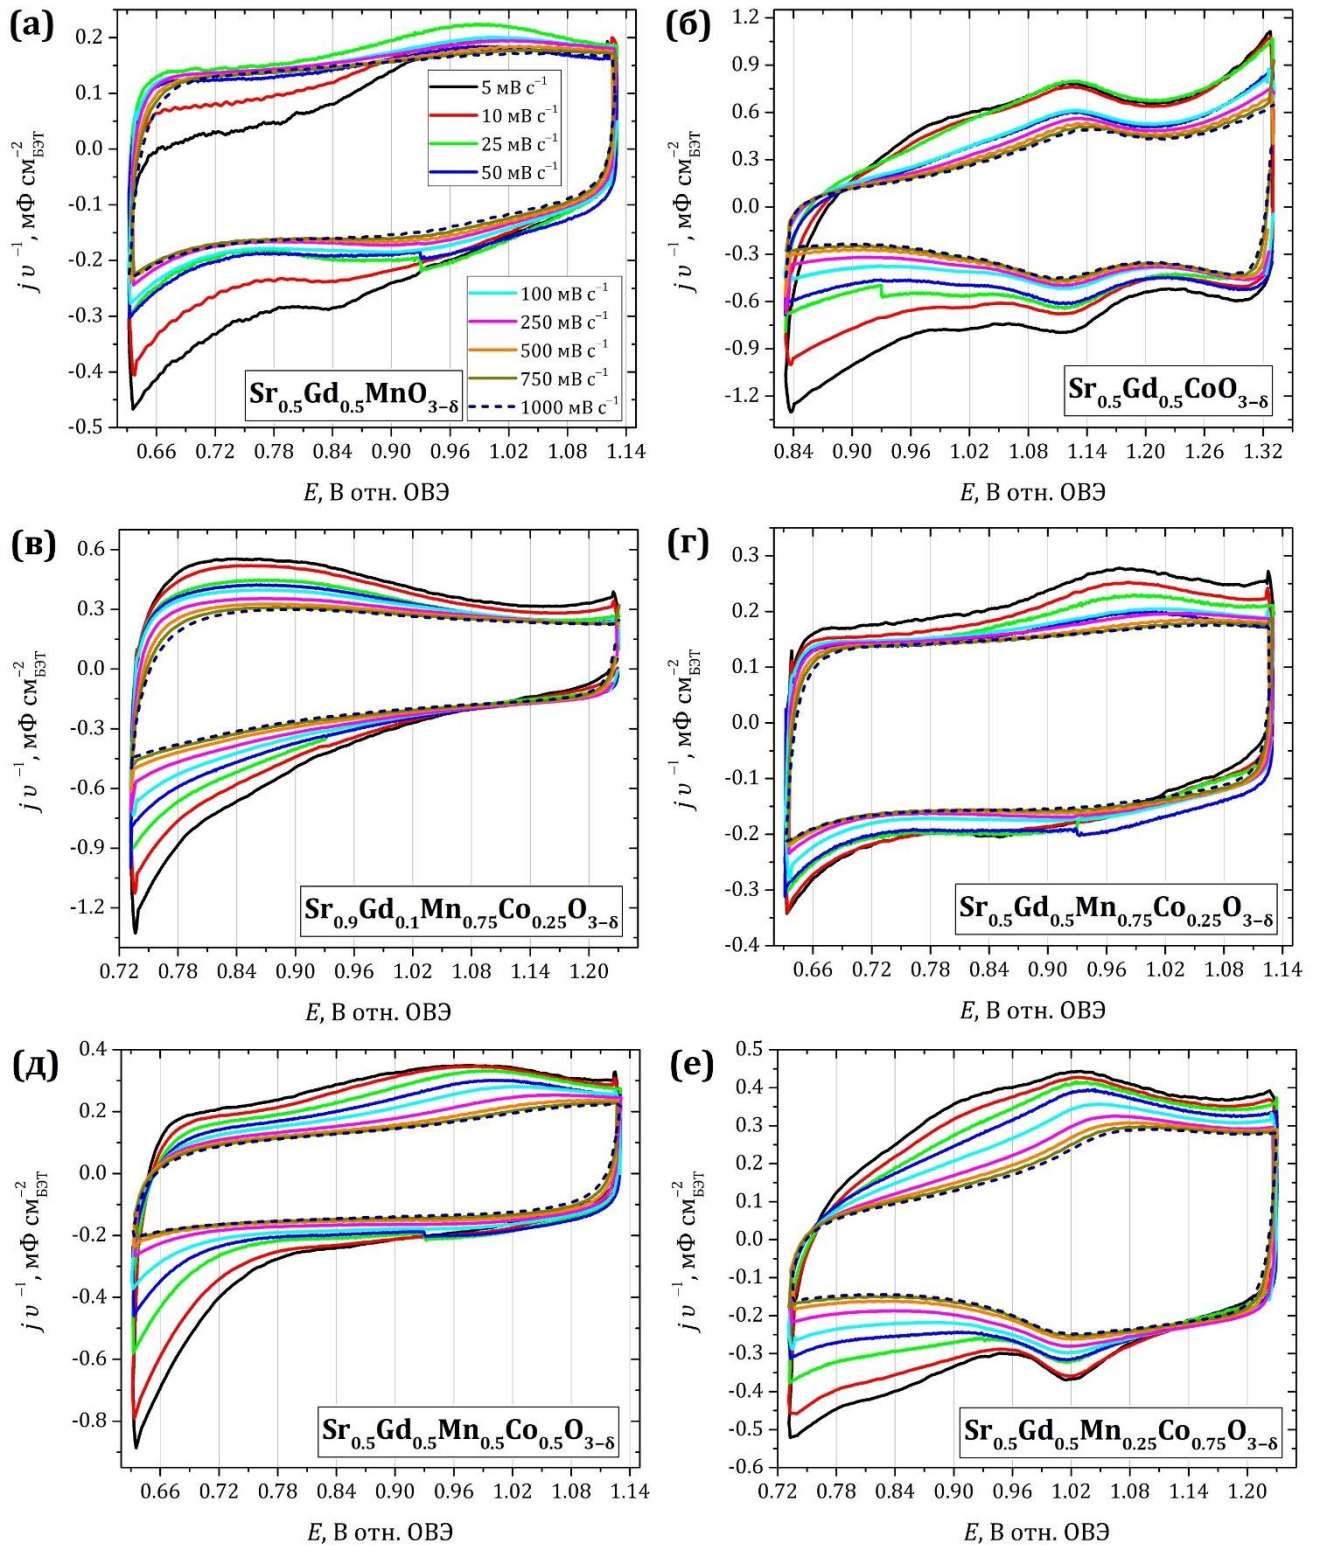 (а)
0.2
0.1
0.0
-0.1
-0.2
-0.3
-0.4
-0.5
j υ⁻¹, мФ см⁻²БЭТ
5 мВ с⁻¹
10 мВ с⁻¹
25 мВ с⁻¹
50 мВ с⁻¹
100 мВ с⁻¹
250 мВ с⁻¹
500 мВ с⁻¹
750 мВ с⁻¹
1000 мВ с⁻¹
Sr₀.₅Gd₀.₅MnO₃₋δ
0.66 0.72 0.78 0.84 0.90 0.96 1.02 1.08 1.14
E, В отн. ОВЭ
(б)
1.2
0.9
0.6
0.3
0.0
-0.3
-0.6
-0.9
-1.2
j υ⁻¹, мФ см⁻²БЭТ
Sr₀.₅Gd₀.₅CoO₃₋δ
0.84 0.90 0.96 1.02 1.08 1.14 1.20 1.26 1.32
E, В отн. ОВЭ
(в)
0.6
0.3
0.0
-0.3
-0.6
-0.9
-1.2
j υ⁻¹, мФ см⁻²БЭТ
Sr₀.₉Gd₀.₁Mn₀.₇₅Co₀.₂₅O₃₋δ
0.72 0.78 0.84 0.90 0.96 1.02 1.08 1.14 1.20
E, В отн. ОВЭ
(г)
0.3
0.2
0.1
0.0
-0.1
-0.2
-0.3
-0.4
j υ⁻¹, мФ см⁻²БЭТ
Sr₀.₅Gd₀.₅Mn₀.₇₅Co₀.₂₅O₃₋δ
0.66 0.72 0.78 0.84 0.90 0.96 1.02 1.08 1.14
E, В отн. ОВЭ
(д)
0.4
0.2
0.0
-0.2
-0.4
-0.6
-0.8
j υ⁻¹, мФ см⁻²БЭТ
Sr₀.₅Gd₀.₅Mn₀.₅Co₀.₅O₃₋δ
0.66 0.72 0.78 0.84 0.90 0.96 1.02 1.08 1.14
E, В отн. ОВЭ
(е)
0.5
0.4
0.3
0.2
0.1
0.0
-0.1
-0.2
-0.3
-0.4
-0.5
-0.6
j υ⁻¹, мФ см⁻²БЭТ
Sr₀.₅Gd₀.₅Mn₀.₂₅Co₀.₇₅O₃₋δ
0.72 0.78 0.84 0.90 0.96 1.02 1.08 1.14 1.20
E, В отн. ОВЭ